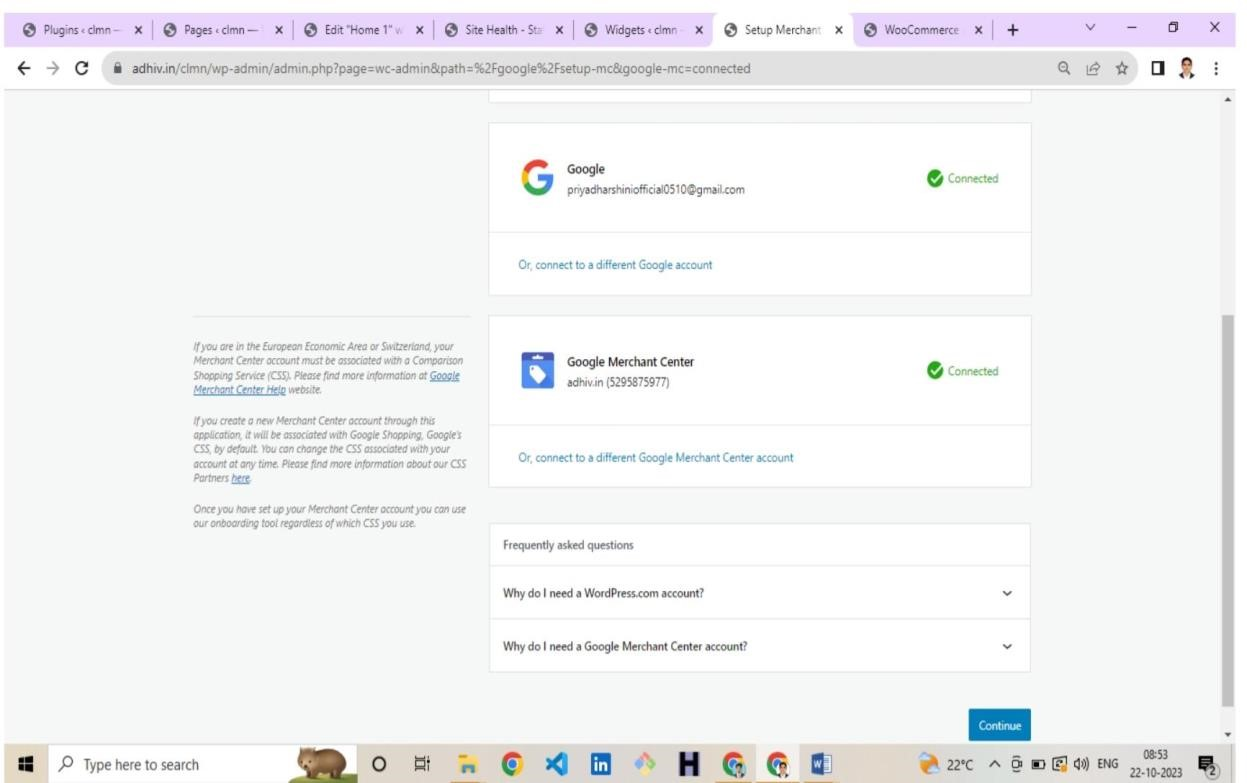 Plugins ‹ clmn —
Pages ‹ clmn —
Edit "Home 1" w
Site Health - Sta
Widgets ‹ clmn -
Setup Merchant
WooCommerce
adhiv.in/clmn/wp-admin/admin.php?page=wc-admin&path=%2Fgoogle%2Fsetup-mc&google-mc=connected
Google
priyadharshiniofficial0510@gmail.com
Connected
Or, connect to a different Google account
If you are in the European Economic Area or Switzerland, your
Merchant Center account must be associated with a Comparison
Shopping Service (CSS). Please find more information at Google
Merchant Center Help website.
If you create a new Merchant Center account through this
application, it will be associated with Google Shopping, Google's
CSS, by default. You can change the CSS associated with your
account at any time. Please find more information about our CSS
Partners here.
Once you have set up your Merchant Center account you can use
our onboarding tool regardless of which CSS you use.
Google Merchant Center
adhiv.in (5295875977)
Connected
Or, connect to a different Google Merchant Center account
Frequently asked questions
Why do I need a WordPress.com account?
Why do I need a Google Merchant Center account?
Continue
Type here to search
22°C
ENG
08:53
22-10-2023